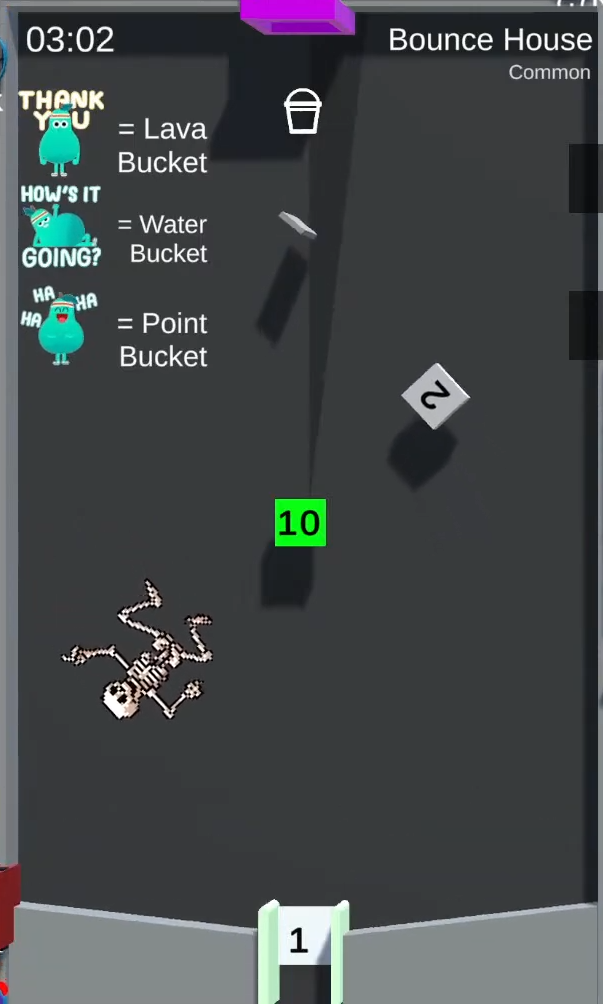 03:02
Bounce House
Common
THANK
YOU
= Lava
Bucket
HOW'S IT
GOING?
= Water
Bucket
HA HA
HA
= Point
Bucket
2
10
1